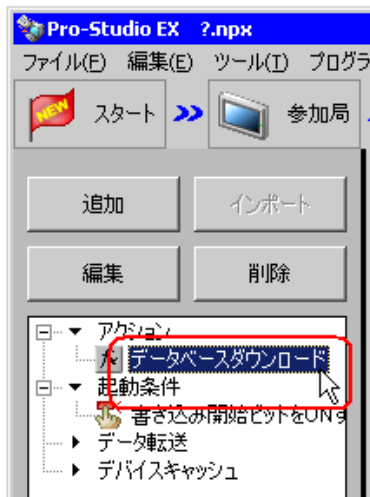 Pro-Studio EX ?.npx
ファイル(F) 編集(E) ツール(T) プログラ
NEW スタート 参加局
追加 インポート
編集 削除
アクション
fx データベースダウンロード
起動条件
書き込み開始ビットをONす
データ転送
デバイスキャッシュ